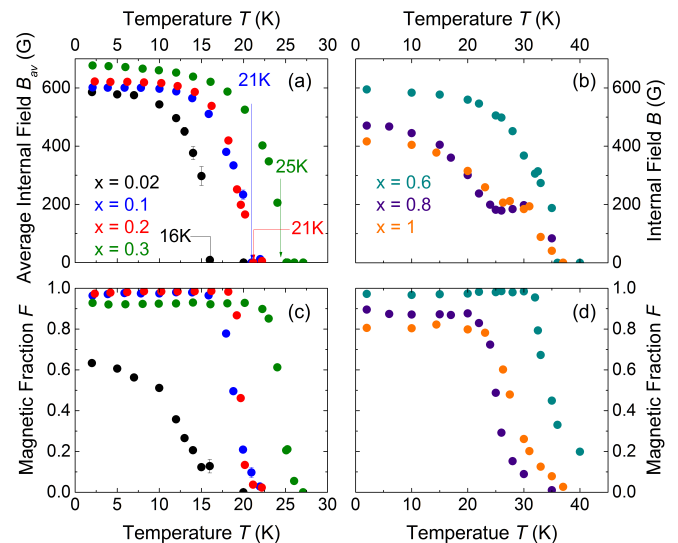 Temperature T (K)
Temperature T (K)
0 5 10 15 20 25 30
0 10 20 30 40
Average Internal Field Bav (G)
600
400
200
0
(a)
21K
25K
x = 0.02
x = 0.1
x = 0.2
x = 0.3
16K
21K
(b)
x = 0.6
x = 0.8
x = 1
600
400
200
0
Internal Field B (G)
Magnetic Fraction F
1.0
0.8
0.6
0.4
0.2
0.0
(c)
(d)
1.0
0.8
0.6
0.4
0.2
0.0
Magnetic Fraction F
0 5 10 15 20 25 30
0 10 20 30 40
Temperature T (K)
Temperatue T (K)